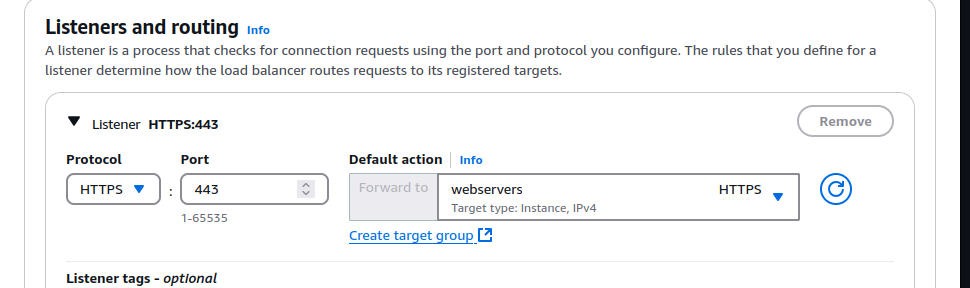 Listeners and routing Info
A listener is a process that checks for connection requests using the port and protocol you configure. The rules that you define for a
listener determine how the load balancer routes requests to its registered targets.
Listener HTTPS:443
Remove
Protocol Port Default action Info
HTTPS : 443 Forward to webservers HTTPS
Target type: Instance, IPv4
1-65535
Create target group
Listener tags - optional